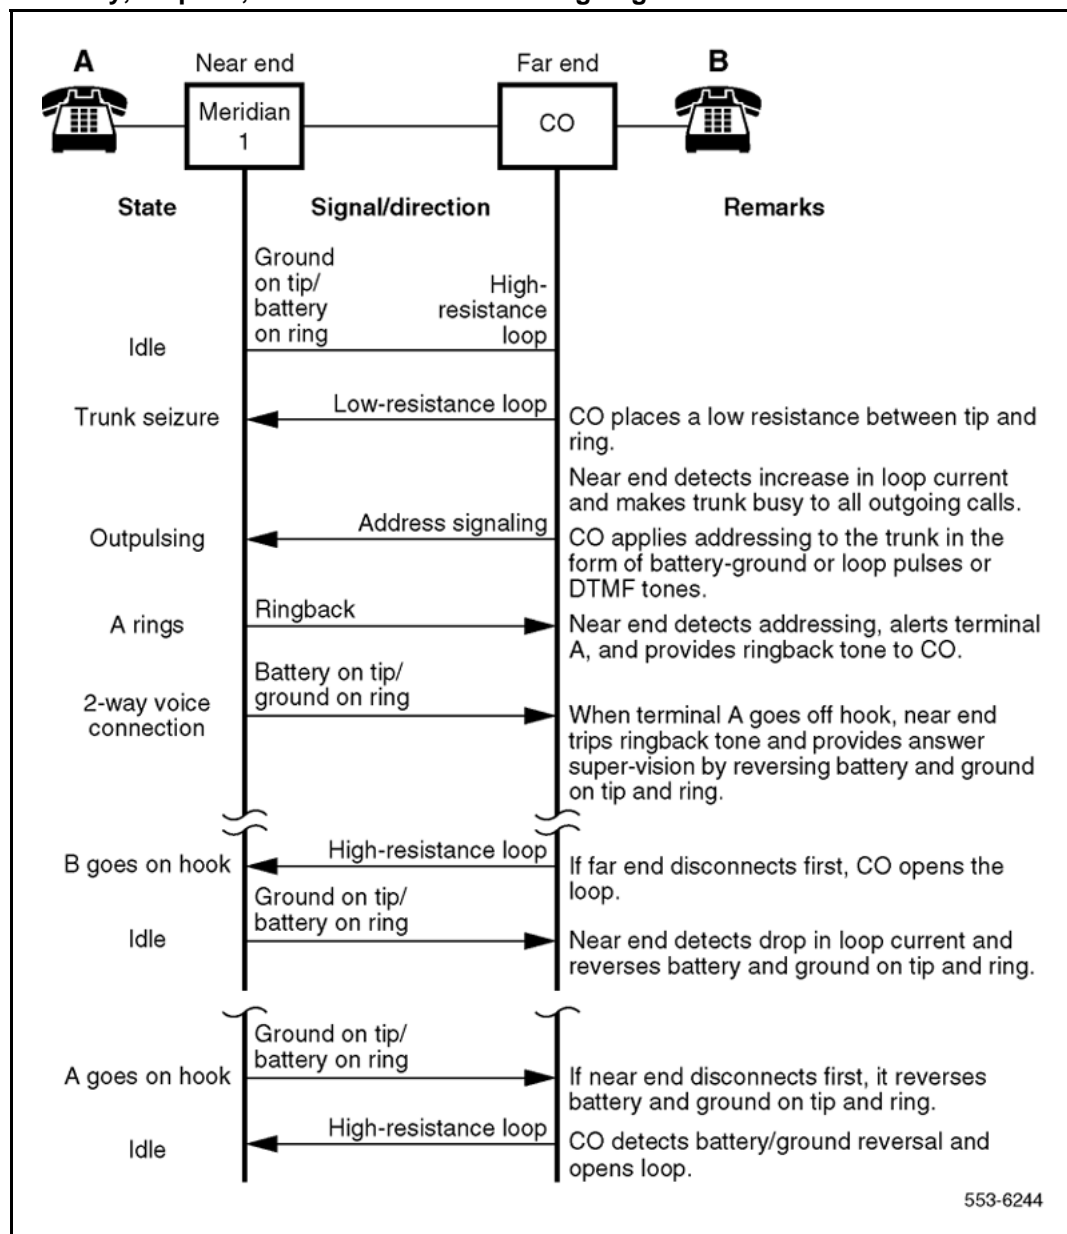 A
Near end
Far end
B
Meridian
1
CO
State
Signal/direction
Remarks
Ground
on tip/
battery
on ring
High-
resistance
loop
Idle
Trunk seizure
Low-resistance loop
CO places a low resistance between tip and
ring.
Near end detects increase in loop current
and makes trunk busy to all outgoing calls.
Outpulsing
Address signaling
CO applies addressing to the trunk in the
form of battery-ground or loop pulses or
DTMF tones.
A rings
Ringback
Near end detects addressing, alerts terminal
A, and provides ringback tone to CO.
2-way voice
connection
Battery on tip/
ground on ring
When terminal A goes off hook, near end
trips ringback tone and provides answer
super-vision by reversing battery and ground
on tip and ring.
B goes on hook
High-resistance loop
If far end disconnects first, CO opens the
loop.
Idle
Ground on tip/
battery on ring
Near end detects drop in loop current and
reverses battery and ground on tip and ring.
A goes on hook
Ground on tip/
battery on ring
If near end disconnects first, it reverses
battery and ground on tip and ring.
Idle
High-resistance loop
CO detects battery/ground reversal and
opens loop.
553-6244